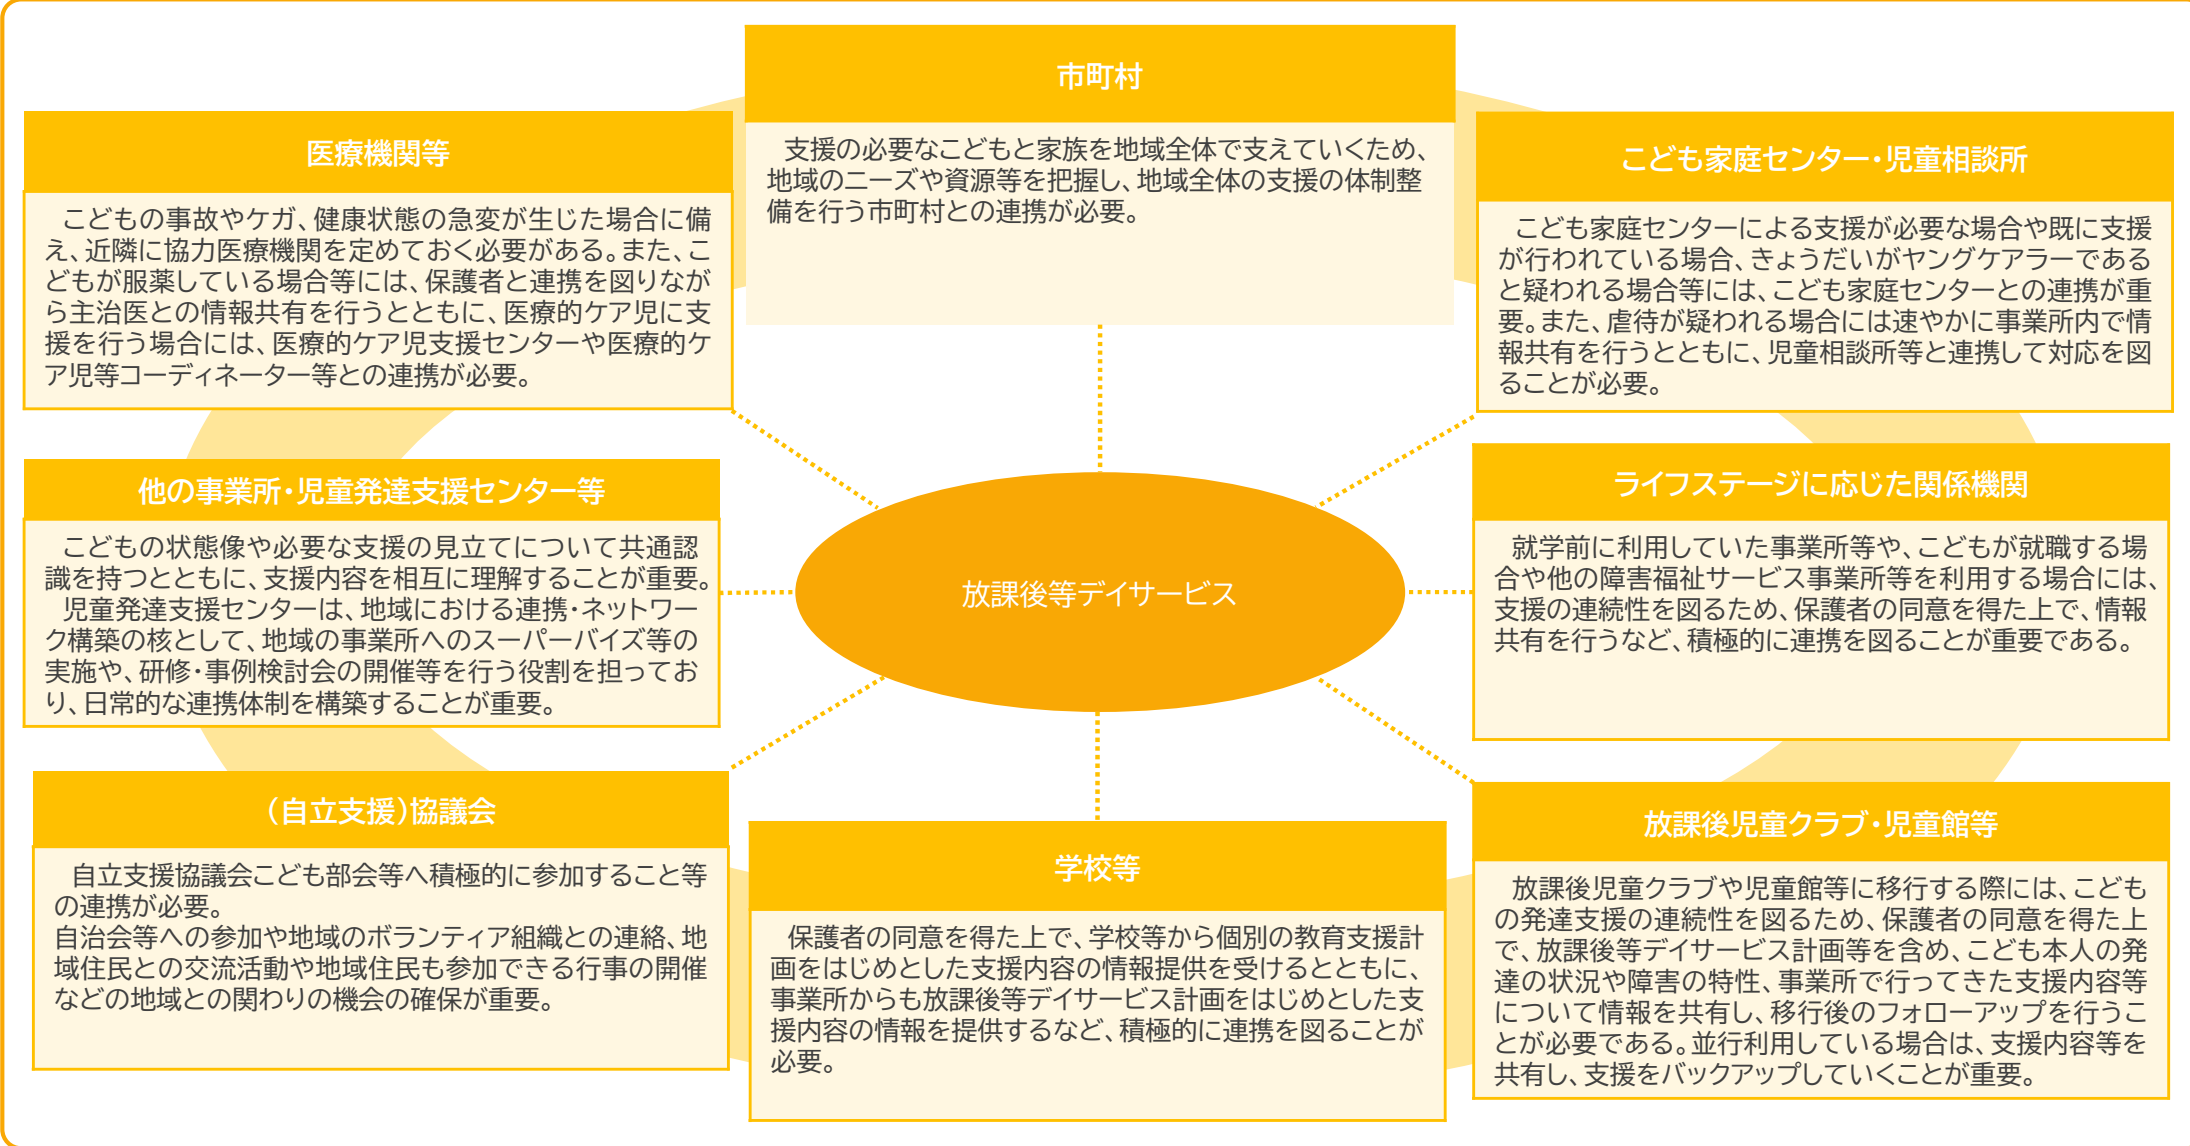 市町村
支援の必要なこどもと家族を地域全体で支えていくため、
地域のニーズや資源等を把握し、地域全体の支援の体制整
備を行う市町村との連携が必要。
医療機関等
こどもの事故やケガ、健康状態の急変が生じた場合に備
え、近隣に協力医療機関を定めておく必要がある。また、こ
どもが服薬している場合等には、保護者と連携を図りなが
ら主治医との情報共有を行うとともに、医療的ケア児に支
援を行う場合には、医療的ケア児支援センターや医療的ケ
ア児等コーディネーター等との連携が必要。
こども家庭センター・児童相談所
こども家庭センターによる支援が必要な場合や既に支援
が行われている場合、きょうだいがヤングケアラーである
と疑われる場合等には、こども家庭センターとの連携が重
要。また、虐待が疑われる場合には速やかに事業所内で情
報共有を行うとともに、児童相談所等と連携して対応を図
ることが必要。
他の事業所・児童発達支援センター等
こどもの状態像や必要な支援の見立てについて共通認
識を持つとともに、支援内容を相互に理解することが重要。
児童発達支援センターは、地域における連携・ネットワー
ク構築の核として、地域の事業所へのスーパーバイズ等の
実施や、研修・事例検討会の開催等を行う役割を担ってお
り、日常的な連携体制を構築することが重要。
放課後等デイサービス
ライフステージに応じた関係機関
就学前に利用していた事業所等や、こどもが就職する場
合や他の障害福祉サービス事業所等を利用する場合には、
支援の連続性を図るため、保護者の同意を得た上で、情報
共有を行うなど、積極的に連携を図ることが重要である。
（自立支援）協議会
自立支援協議会こども部会等へ積極的に参加すること等
の連携が必要。
自治会等への参加や地域のボランティア組織との連絡、地
域住民との交流活動や地域住民も参加できる行事の開催
などの地域との関わりの機会の確保が重要。
学校等
保護者の同意を得た上で、学校等から個別の教育支援計
画をはじめとした支援内容の情報提供を受けるとともに、
事業所からも放課後等デイサービス計画をはじめとした支
援内容の情報を提供するなど、積極的に連携を図ることが
必要。
放課後児童クラブ・児童館等
放課後児童クラブや児童館等に移行する際には、こども
の発達支援の連続性を図るため、保護者の同意を得た上
で、放課後等デイサービス計画等を含め、こども本人の発
達の状況や障害の特性、事業所で行ってきた支援内容等
について情報を共有し、移行後のフォローアップを行うこ
とが必要である。並行利用している場合は、支援内容等を
共有し、支援をバックアップしていくことが重要。